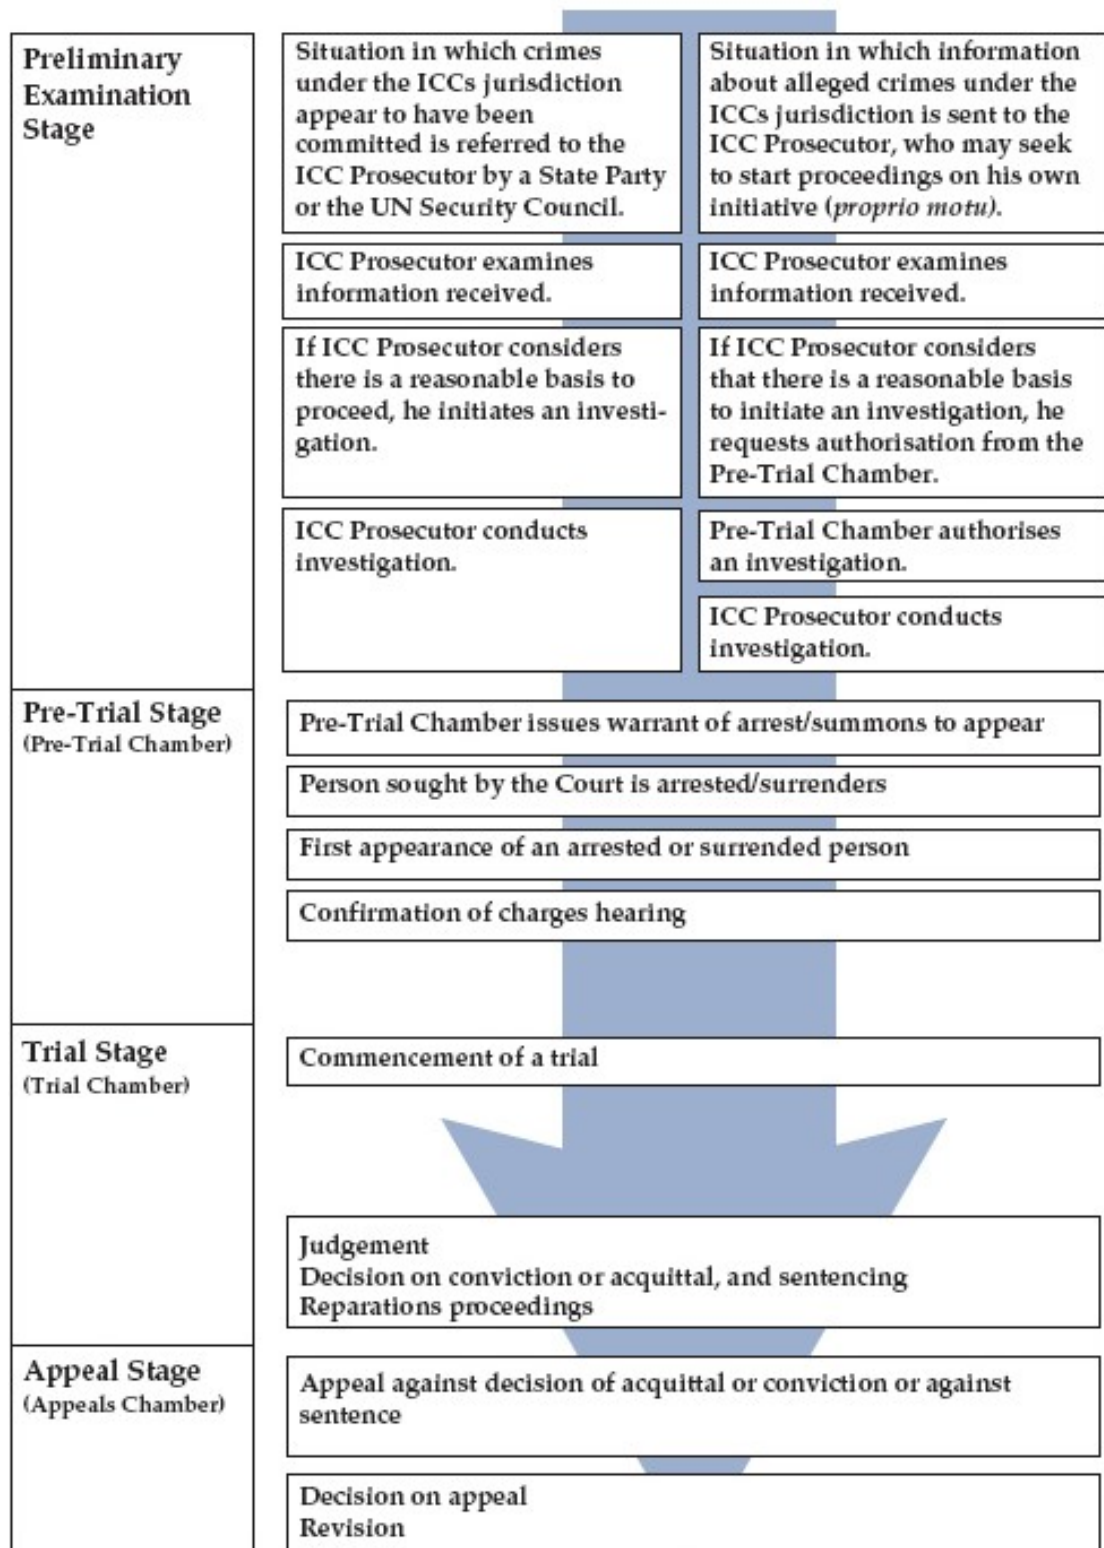 Preliminary
Examination
Stage
Situation in which crimes
under the ICCs jurisdiction
appear to have been
committed is referred to the
ICC Prosecutor by a State Party
or the UN Security Council.
Situation in which information
about alleged crimes under the
ICCs jurisdiction is sent to the
ICC Prosecutor, who may seek
to start proceedings on his own
initiative (proprio motu).
ICC Prosecutor examines
information received.
ICC Prosecutor examines
information received.
If ICC Prosecutor considers
there is a reasonable basis to
proceed, he initiates an investi-
gation.
If ICC Prosecutor considers
that there is a reasonable basis
to initiate an investigation, he
requests authorisation from the
Pre-Trial Chamber.
ICC Prosecutor conducts
investigation.
Pre-Trial Chamber authorises
an investigation.
ICC Prosecutor conducts
investigation.
Pre-Trial Stage
(Pre-Trial Chamber)
Pre-Trial Chamber issues warrant of arrest/summons to appear
Person sought by the Court is arrested/surrenders
First appearance of an arrested or surrended person
Confirmation of charges hearing
Trial Stage
(Trial Chamber)
Commencement of a trial
Judgement
Decision on conviction or acquittal, and sentencing
Reparations proceedings
Appeal Stage
(Appeals Chamber)
Appeal against decision of acquittal or conviction or against
sentence
Decision on appeal
Revision